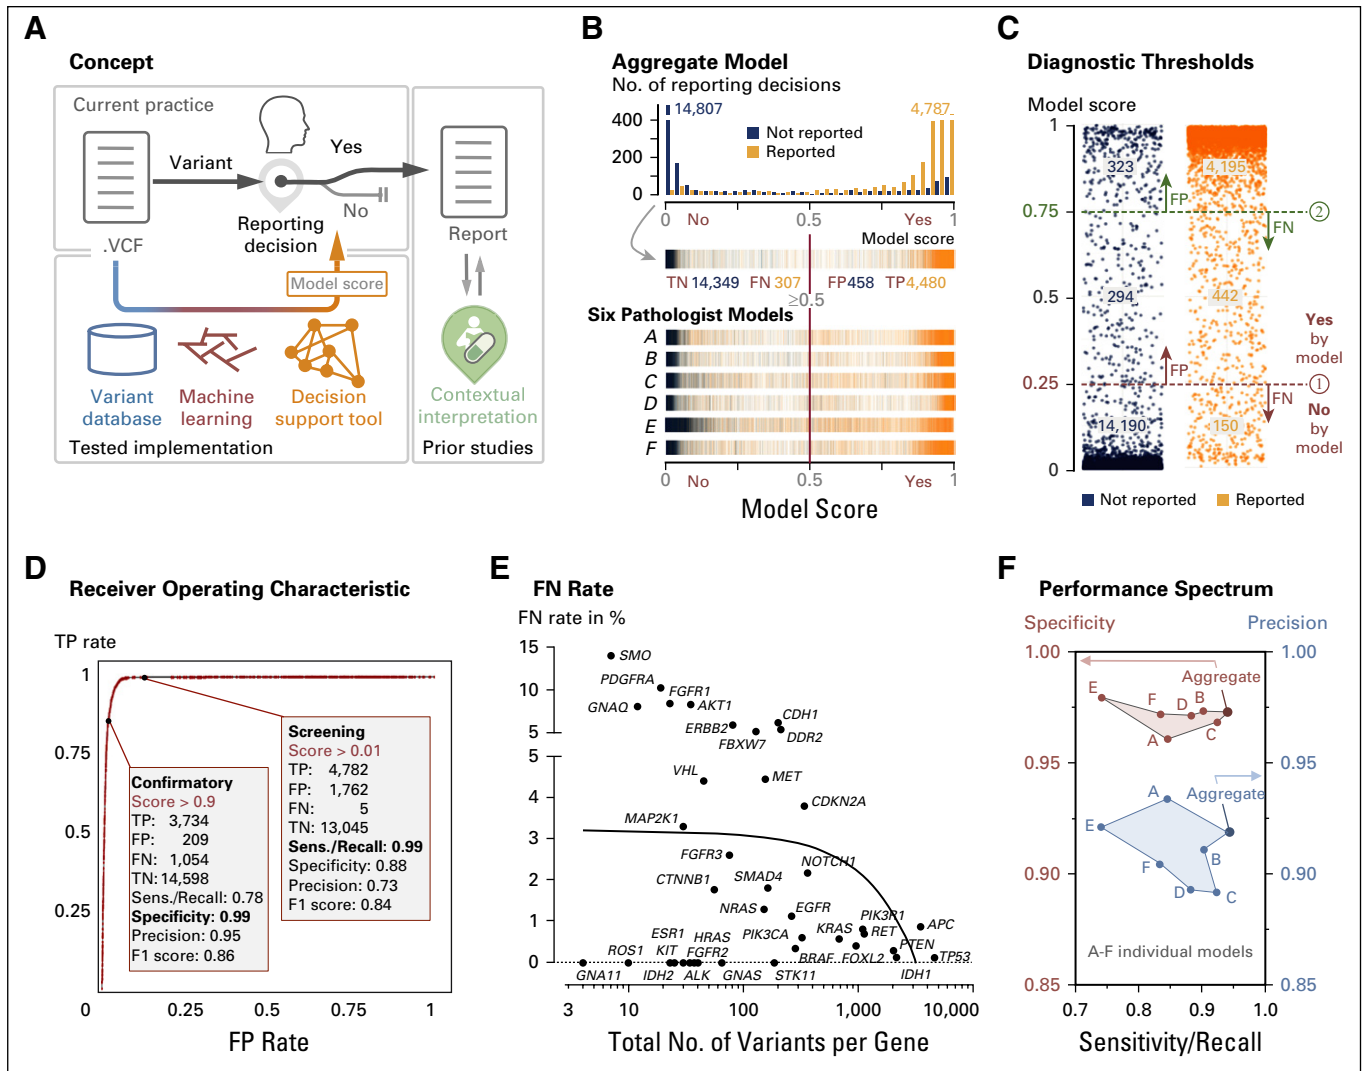 A
Concept
Current practice
Variant
Yes
No
Reporting
decision
.VCF
Report
Model score
Variant
database
Machine
learning
Decision
support tool
Contextual
interpretation
Tested implementation
Prior studies
B
Aggregate Model
No. of reporting decisions
14,807
4,787
400
200
0
Not reported
Reported
0
No
0.5
Yes
1
Model score
TN 14,349
FN 307
FP 458
TP 4,480
≥0.5
Six Pathologist Models
A
B
C
D
E
F
0
No
0.5
Yes
1
Model Score
C
Diagnostic Thresholds
Model score
1
0.75
0.5
0.25
0
323
4,195
FP
2
FN
294
442
Yes
by
model
FP
1
FN
No
by
model
14,190
150
Not reported
Reported
D
Receiver Operating Characteristic
TP rate
1
0.75
0.5
0.25
0
0.25
0.5
0.75
1
FP Rate
Confirmatory
Score > 0.9
TP: 3,734
FP: 209
FN: 1,054
TN: 14,598
Sens./Recall: 0.78
Specificity: 0.99
Precision: 0.95
F1 score: 0.86
Screening
Score > 0.01
TP: 4,782
FP: 1,762
FN: 5
TN: 13,045
Sens./Recall: 0.99
Specificity: 0.88
Precision: 0.73
F1 score: 0.84
E
FN Rate
FN rate in %
15
10
5
5
4
3
2
1
0
SMO
PDGFRA
FGFR1
GNAQ
AKT1
CDH1
ERBB2
DDR2
FBXW7
VHL
MET
CDKN2A
MAP2K1
FGFR3
NOTCH1
CTNNB1
SMAD4
NRAS
EGFR
PIK3R1
APC
ESR1
HRAS
PIK3CA
KRAS
RET
ROS1
KIT
FGFR2
BRAF
FOXL2
PTEN
TP53
GNA11
IDH2
ALK
GNAS
STK11
IDH1
3
10
100
1,000
10,000
Total No. of Variants per Gene
F
Performance Spectrum
Specificity
Precision
1.00
0.95
0.90
0.85
1.00
0.95
0.90
0.85
Aggregate
E
F
D
B
A
C
Aggregate
A
E
B
F
D
C
A-F individual models
0.7
0.8
0.9
1.0
Sensitivity/Recall